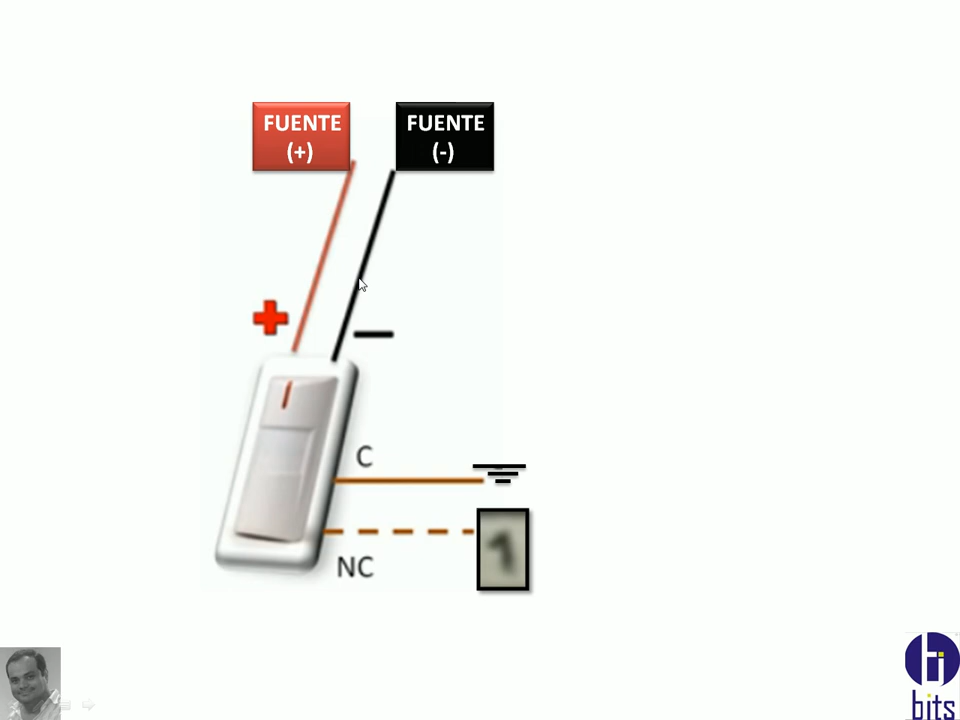 FUENTE
(+)
FUENTE
(-)
C
NC
1
bits